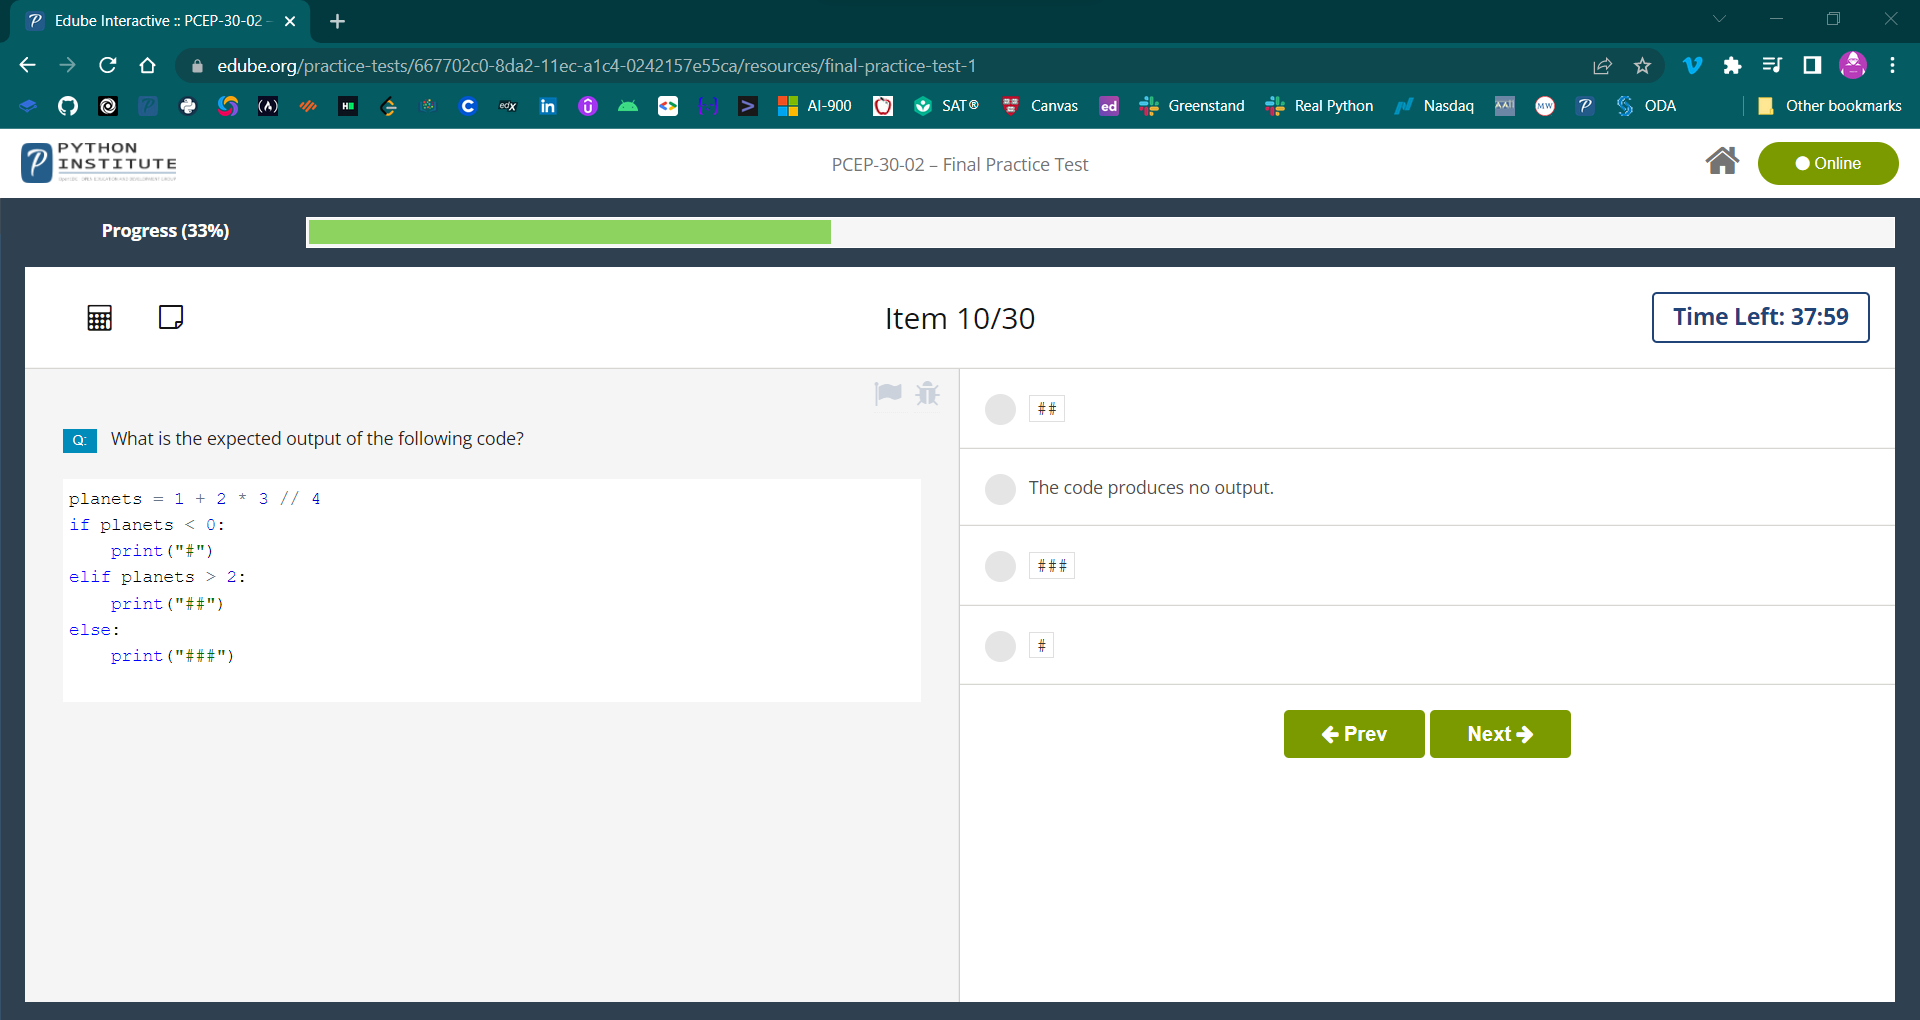 Edube Interactive :: PCEP-30-02 –
edube.org/practice-tests/667702c0-8da2-11ec-a1c4-0242157e55ca/resources/final-practice-test-1
AI-900 SAT® Canvas ed Greenstand Real Python Nasdaq MW ODA Other bookmarks
PYTHON
INSTITUTE
PCEP-30-02 – Final Practice Test
Online
Progress (33%)
Item 10/30
Time Left: 37:59
Q: What is the expected output of the following code?
planets = 1 + 2 * 3 // 4
if planets < 0:
    print("#")
elif planets > 2:
    print("##")
else:
    print("###")
##
The code produces no output.
###
#
Prev
Next